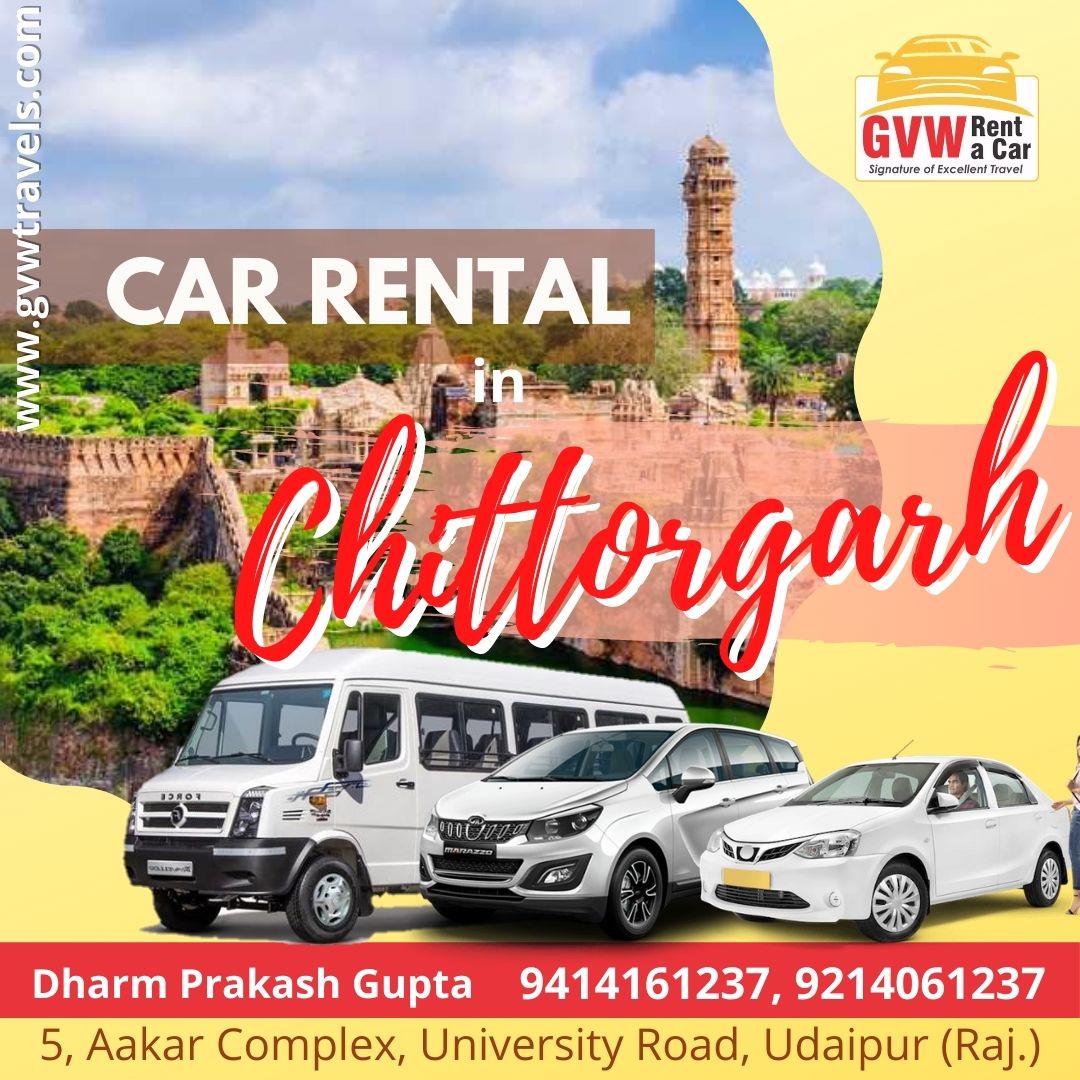 www.gvwtravels.com
GVW Rent a Car
Signature of Excellent Travel
CAR RENTAL
in
Chittorgarh
FORCE
MARAZZO
Dharm Prakash Gupta 9414161237, 9214061237
5, Aakar Complex, University Road, Udaipur (Raj.)